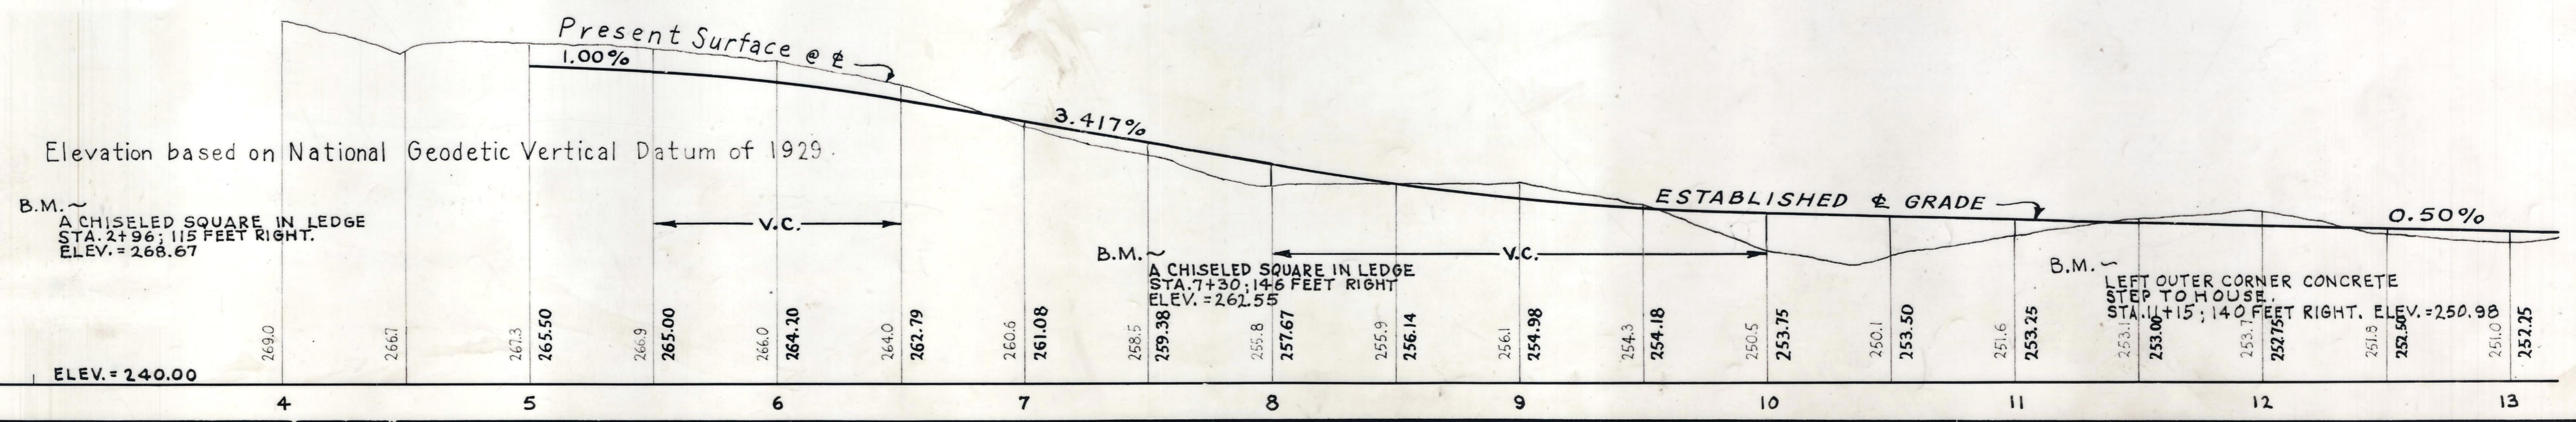 Present Surface @ ℄
1.00%
3.417%
Elevation based on National Geodetic Vertical Datum of 1929.
B.M.~
A CHISELED SQUARE IN LEDGE
STA. 2+96; 115 FEET RIGHT.
ELEV. = 268.67
V.C.
ESTABLISHED ℄ GRADE
0.50%
B.M.~
A CHISELED SQUARE IN LEDGE
STA. 7+30; 146 FEET RIGHT
ELEV. = 262.55
V.C.
B.M.~
LEFT OUTER CORNER CONCRETE
STEP TO HOUSE.
STA. 11+15; 140 FEET RIGHT. ELEV. = 250.98
269.0
266.7
267.3
265.50
266.9
265.00
266.0
264.20
264.0
262.79
260.6
261.08
258.5
259.38
255.8
257.67
255.9
256.14
256.1
254.98
254.3
254.18
250.5
253.75
250.1
253.50
251.6
253.25
253.1
253.00
253.7
252.75
251.8
252.50
251.0
252.25
ELEV. = 240.00
4 5 6 7 8 9 10 11 12 13